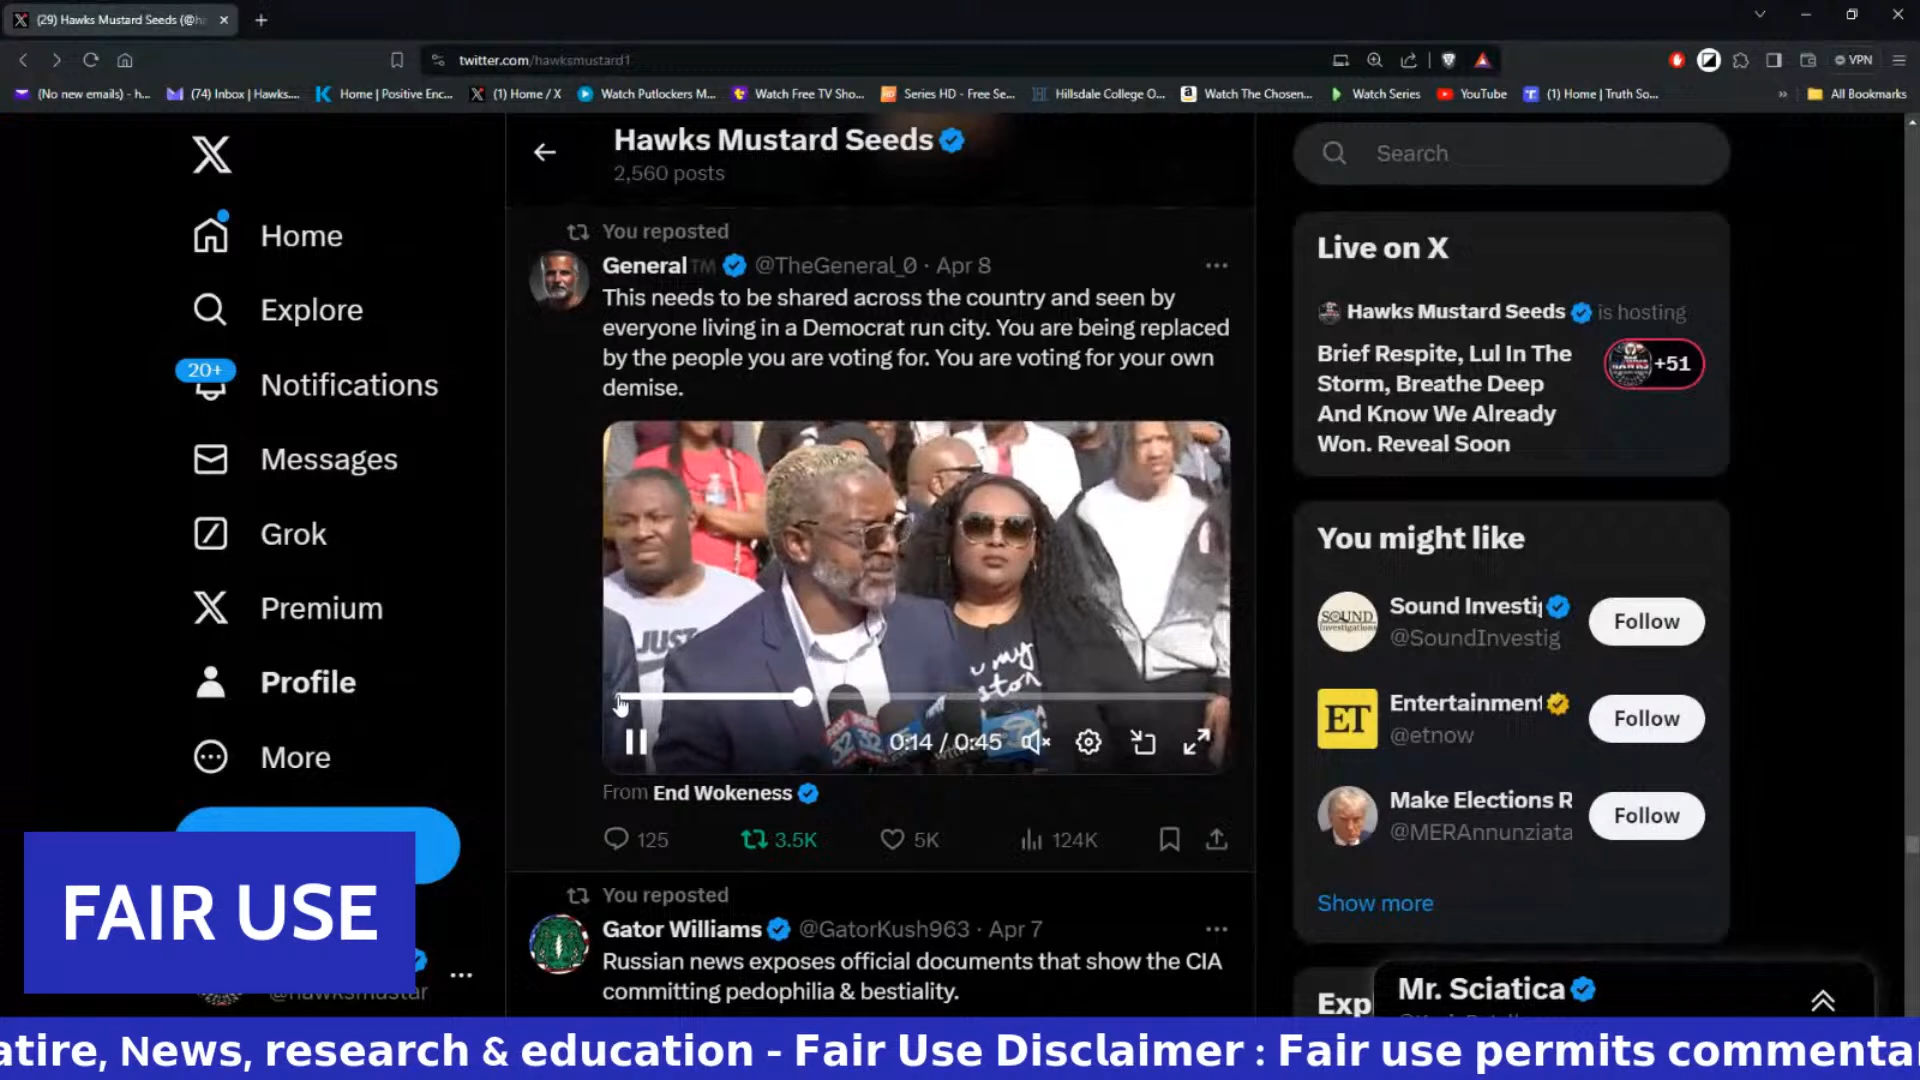 (29) Hawks Mustard Seeds (@h
twitter.com/hawksmustard1
VPN
(No new emails) - h...
(74) Inbox | Hawks....
Home | Positive Enc...
(1) Home / X
Watch Putlockers M...
Watch Free TV Sho...
Series HD - Free Se...
Hillsdale College O...
Watch The Chosen...
Watch Series
YouTube
(1) Home | Truth So...
All Bookmarks
Home
Explore
20+
Notifications
Messages
Grok
Premium
Profile
More
Hawks Mustard Seeds
2,560 posts
You reposted
General™ @TheGeneral_0 · Apr 8
This needs to be shared across the country and seen by
everyone living in a Democrat run city. You are being replaced
by the people you are voting for. You are voting for your own
demise.
JUST
my
FOX
32
32
0:14 / 0:45
From End Wokeness
125 3.5K 5K 124K
You reposted
Gator Williams @GatorKush963 · Apr 7
Russian news exposes official documents that show the CIA
committing pedophilia & bestiality.
Search
Live on X
Hawks Mustard Seeds is hosting
Brief Respite, Lul In The
Storm, Breathe Deep
And Know We Already
Won. Reveal Soon
+51
You might like
SOUND
Investigations
Sound Investig
@SoundInvestig
Follow
ET
Entertainment
@etnow
Follow
Make Elections R
@MERAnnunziata
Follow
Show more
Exp
Mr. Sciatica
FAIR USE
@hawksmustar
atire, News, research & education - Fair Use Disclaimer : Fair use permits commentar